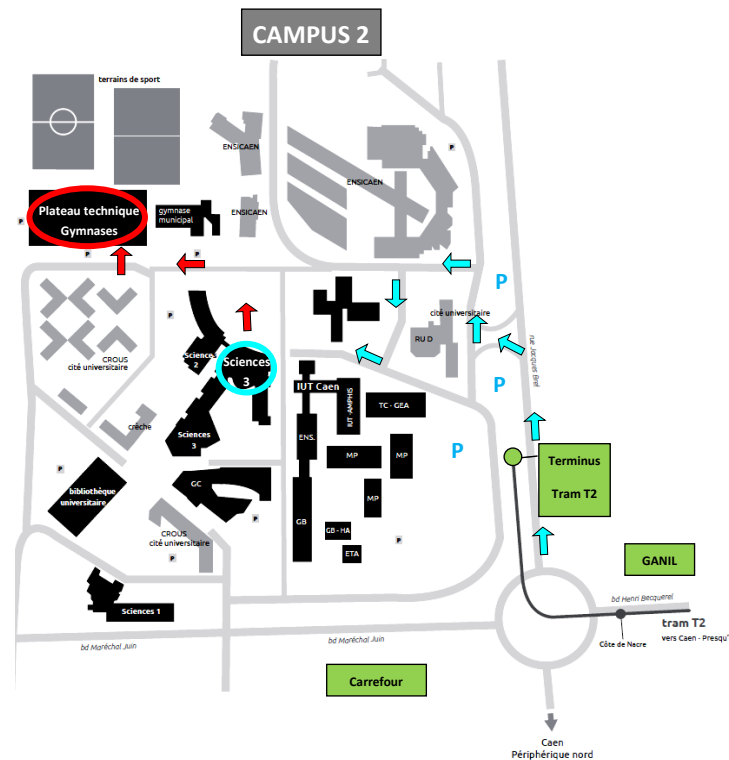 CAMPUS 2
terrains de sport
P
ENSICAEN
P
ENSICAEN
Plateau technique
Gymnases
gymnase
municipal
ENSICAEN
P
P
P
P
cité universitaire
RU D
rue Jacques Brel
P
CROUS
cité universitaire
Sciences
2
Sciences
3
IUT Caen
IUT -AMPHIS
TC - GEA
P
crèche
Sciences
3
ENS.
MP
MP
P
Terminus
Tram T2
P
bibliothèque
universitaire
GC
MP
GB
P
GB - HA
ETA
P
CROUS
cité universitaire
P
GANIL
Sciences 1
bd Henri Becquerel
tram T2
vers Caen - Presqu'
Côte de Nacre
bd Maréchal Juin
bd Maréchal Juin
Carrefour
Caen
Périphérique nord